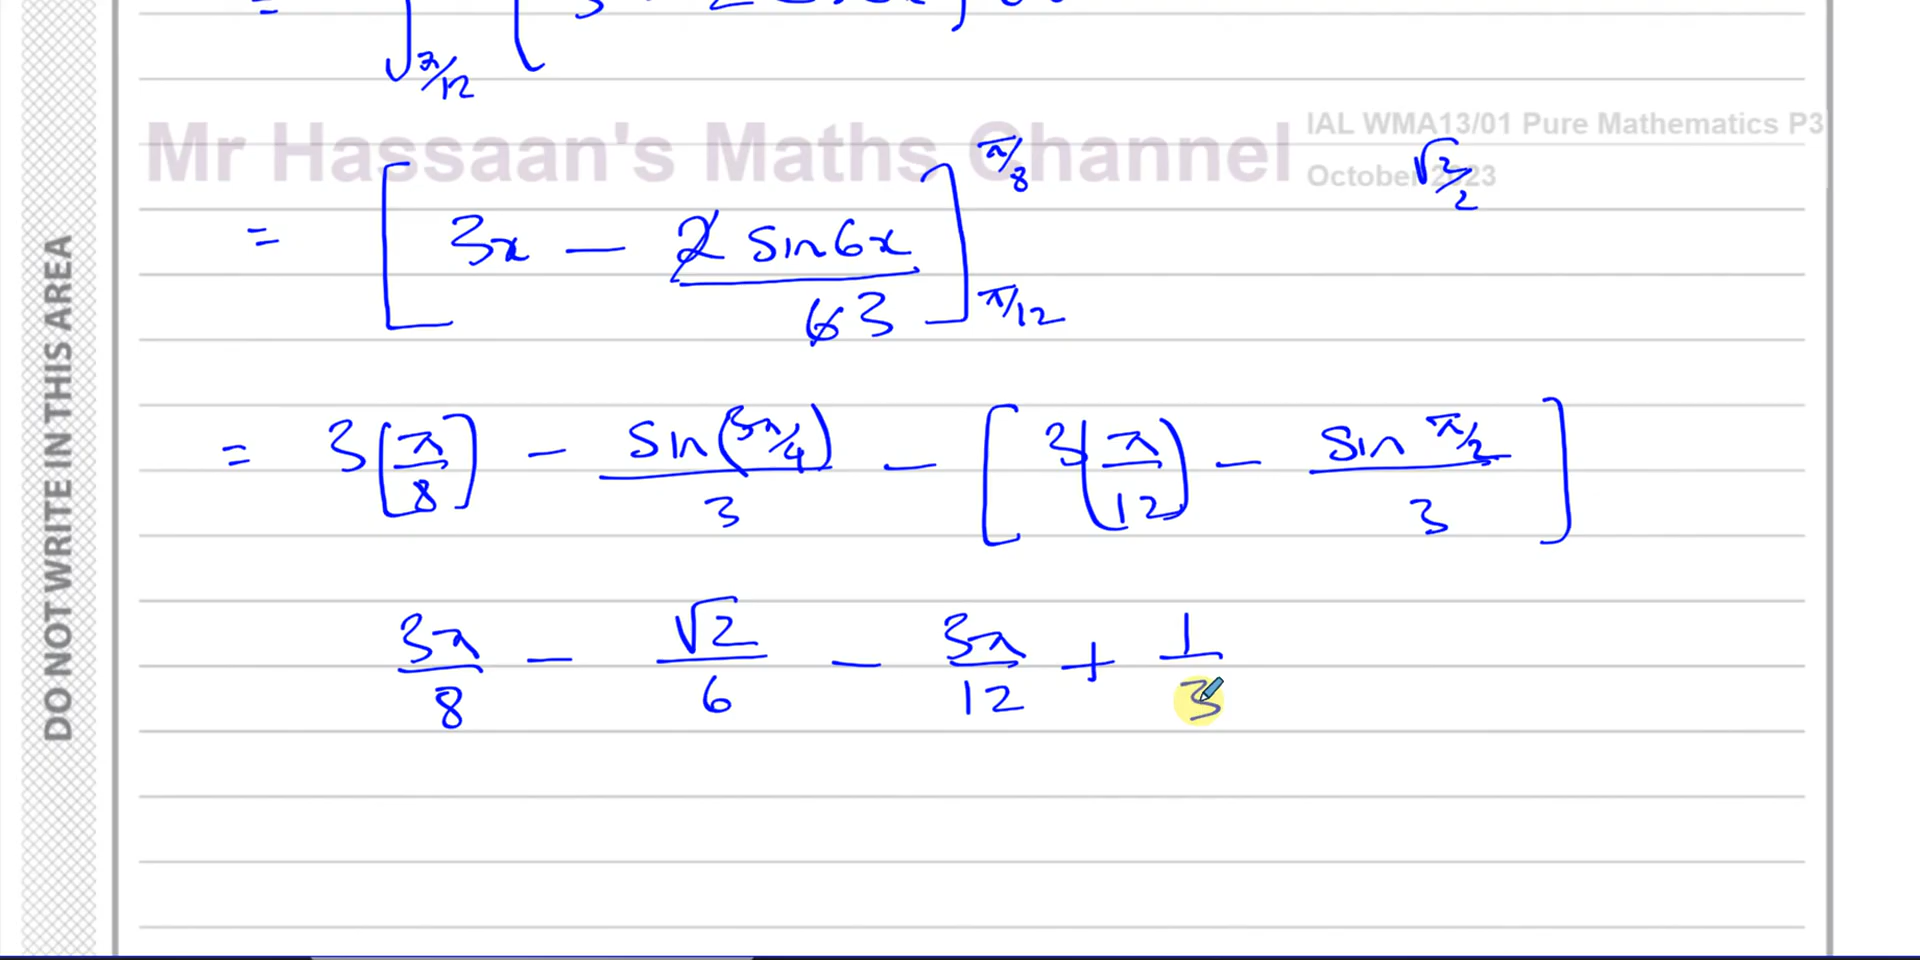 = ∫π/12
Mr Hassaan's Maths Channel
IAL WMA13/01 Pure Mathematics P3
October 2023
√2/2
= [3x - 2 sin6x / 6 3] π/8 π/12
= 3(π/8) - sin(3π/4)/3 - [3(π/12) - sin π/2 / 3]
3π/8 - √2/6 - 3π/12 + 1/3
DO NOT WRITE IN THIS AREA